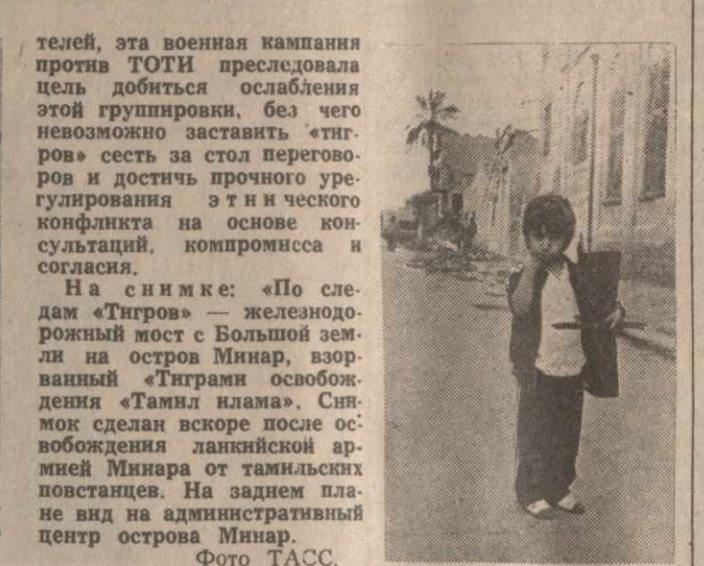 телей, эта военная кампания
против ТОТИ преследовала
цель добиться ослабления
этой группировки, без чего
невозможно заставить «тиг-
ров» сесть за стол перегово-
ров и достичь прочного уре-
гулирования этнического
конфликта на основе кон-
сультаций, компромисса и
согласия.
На снимке: «По сле-
дам «Тигров» — железнодо-
рожный мост с Большой зем-
ли на остров Минар, взор-
ванный «Тиграми освобож-
дения «Тамил илама». Сни-
мок сделан вскоре после ос-
вобождения ланкийской ар-
мией Минара от тамильских
повстанцев. На заднем пла-
не вид на административный
центр острова Минар.
Фото ТАСС.